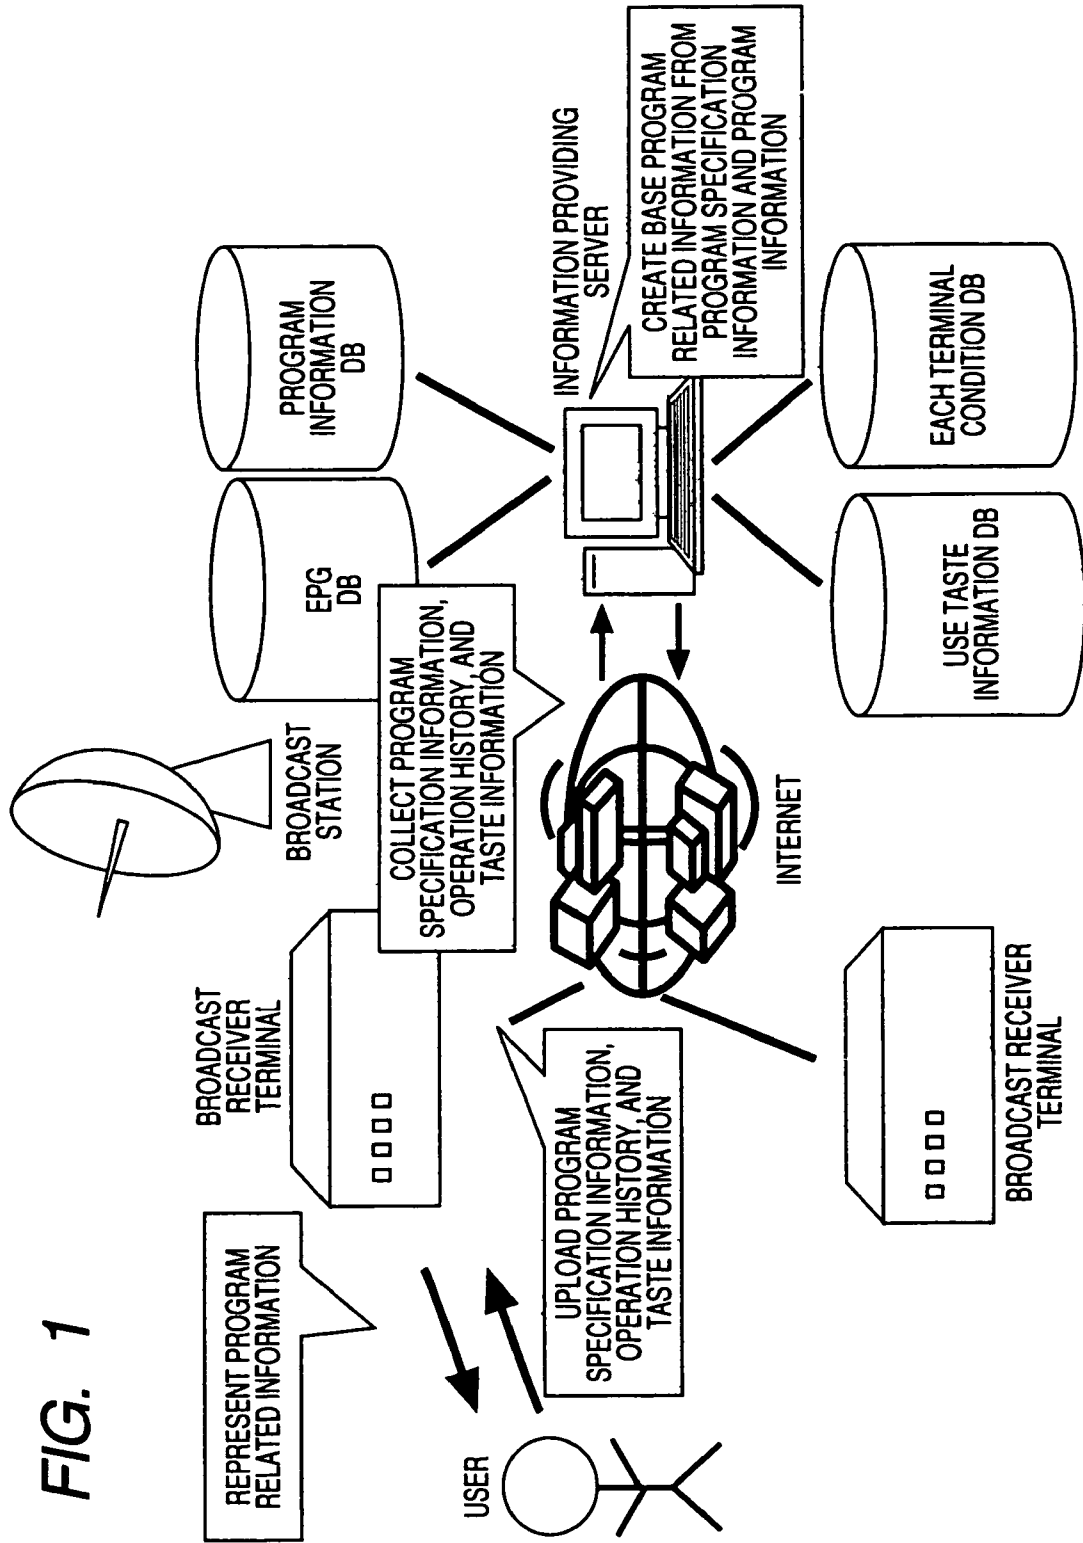 FIG. 1
REPRESENT PROGRAM
RELATED INFORMATION
USER
UPLOAD PROGRAM
SPECIFICATION INFORMATION,
OPERATION HISTORY, AND
TASTE INFORMATION
BROADCAST
RECEIVER
TERMINAL
BROADCAST RECEIVER
TERMINAL
BROADCAST
STATION
COLLECT PROGRAM
SPECIFICATION INFORMATION,
OPERATION HISTORY, AND
TASTE INFORMATION
INTERNET
EPG
DB
PROGRAM
INFORMATION
DB
INFORMATION PROVIDING
SERVER
CREATE BASE PROGRAM
RELATED INFORMATION FROM
PROGRAM SPECIFICATION
INFORMATION AND PROGRAM
INFORMATION
USE TASTE
INFORMATION DB
EACH TERMINAL
CONDITION DB